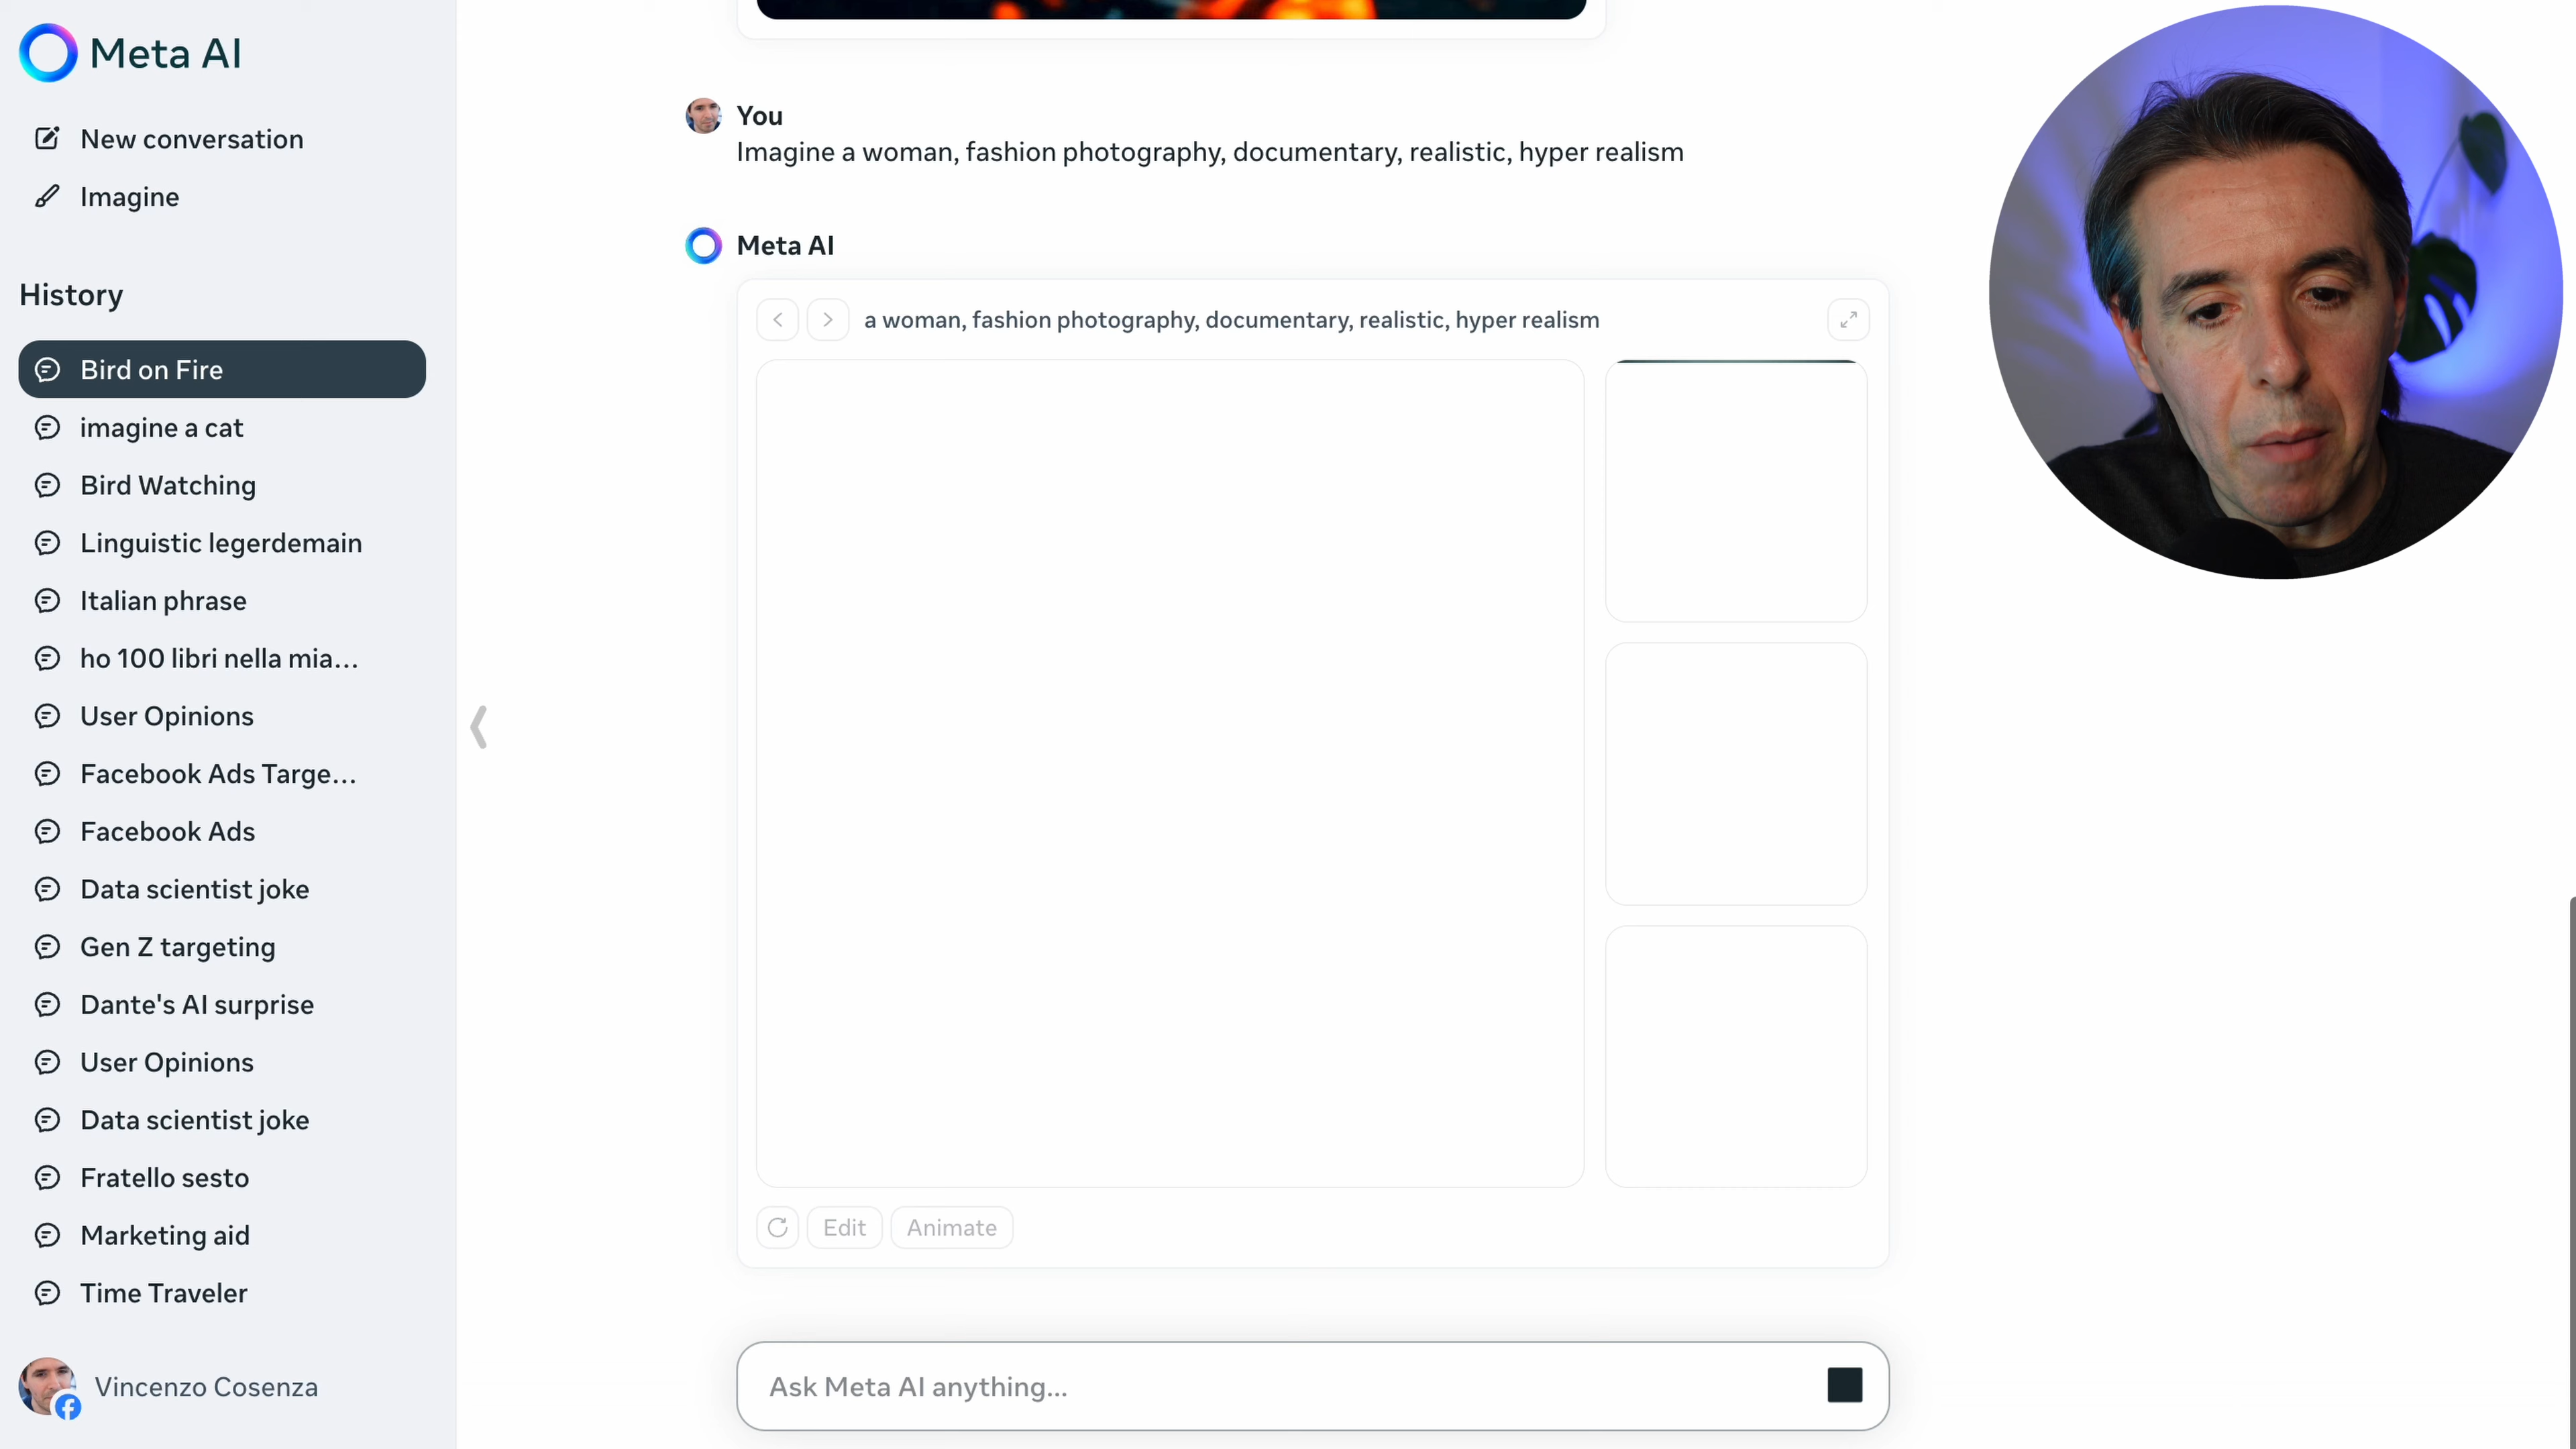 Meta AI
New conversation
Imagine
History
Bird on Fire
imagine a cat
Bird Watching
Linguistic legerdemain
Italian phrase
ho 100 libri nella mia...
User Opinions
Facebook Ads Targe...
Facebook Ads
Data scientist joke
Gen Z targeting
Dante's AI surprise
User Opinions
Data scientist joke
Fratello sesto
Marketing aid
Time Traveler
Vincenzo Cosenza
You
Imagine a woman, fashion photography, documentary, realistic, hyper realism
Meta AI
a woman, fashion photography, documentary, realistic, hyper realism
Edit
Animate
Ask Meta AI anything...